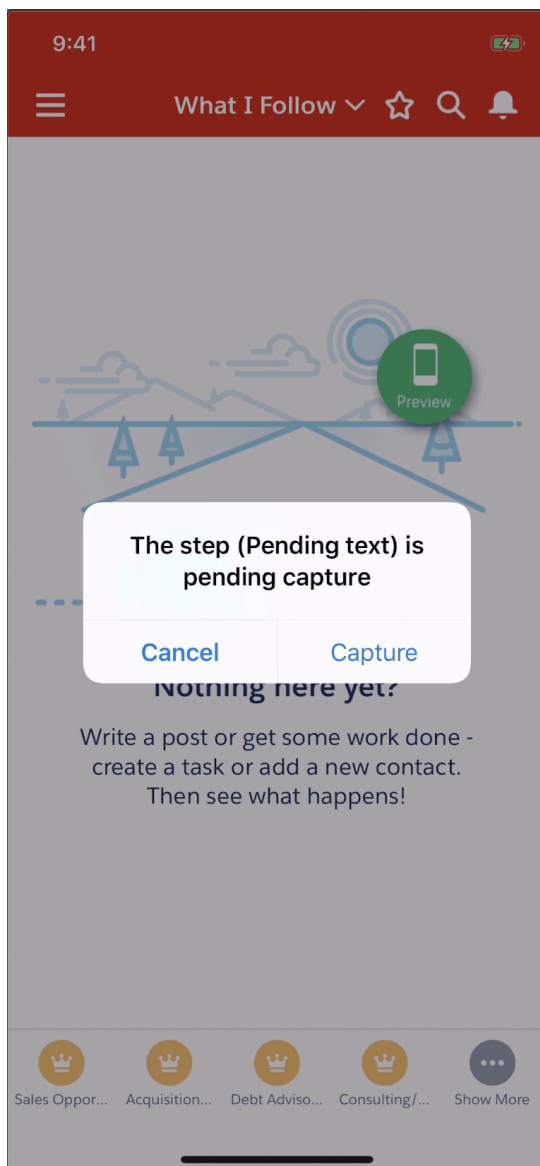 9:41
What I Follow
Preview
The step (Pending text) is
pending capture
Cancel
Capture
Nothing here yet?
Write a post or get some work done -
create a task or add a new contact.
Then see what happens!
Sales Oppor...
Acquisition...
Debt Adviso...
Consulting/...
Show More